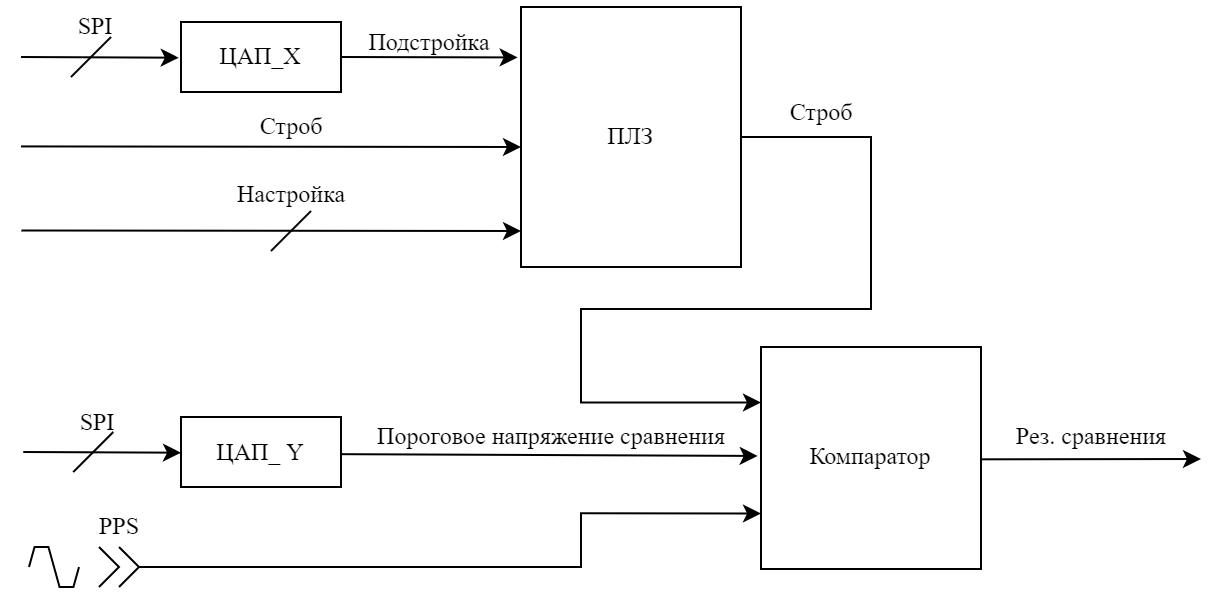 SPI
ЦАП_X
Подстройка
Строб
Настройка
ПЛЗ
Строб
SPI
ЦАП_ Y
Пороговое напряжение сравнения
PPS
Компаратор
Рез. сравнения